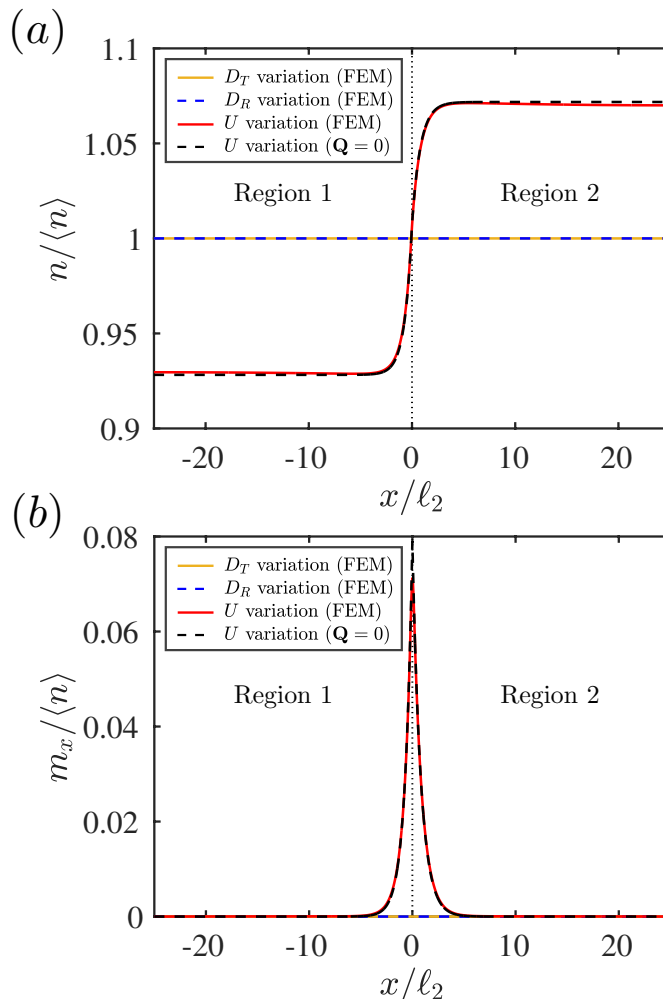 (a)
1.1
1.05
1
0.95
0.9
n/⟨n⟩
D_T variation (FEM)
D_R variation (FEM)
U variation (FEM)
U variation (Q = 0)
Region 1
Region 2
-20 -10 0 10 20
x/ℓ_2
(b)
0.08
0.06
0.04
0.02
0
m_x/⟨n⟩
D_T variation (FEM)
D_R variation (FEM)
U variation (FEM)
U variation (Q = 0)
Region 1
Region 2
-20 -10 0 10 20
x/ℓ_2